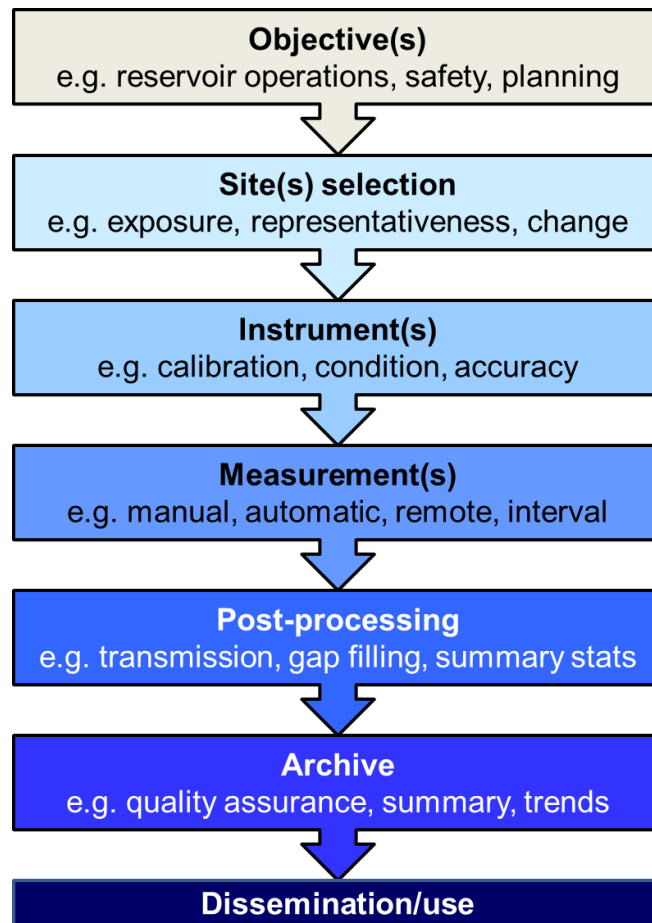 Objective(s)
e.g. reservoir operations, safety, planning
Site(s) selection
e.g. exposure, representativeness, change
Instrument(s)
e.g. calibration, condition, accuracy
Measurement(s)
e.g. manual, automatic, remote, interval
Post-processing
e.g. transmission, gap filling, summary stats
Archive
e.g. quality assurance, summary, trends
Dissemination/use